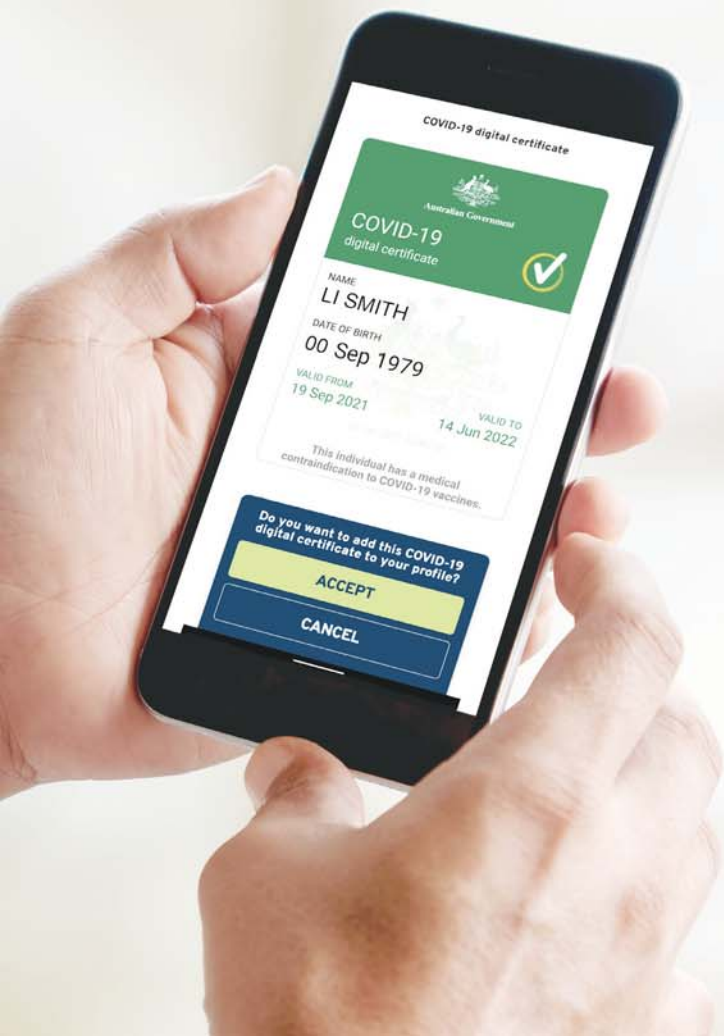 COVID-19 digital certificate
Australian Government
COVID-19
digital certificate
NAME
LI SMITH
DATE OF BIRTH
00 Sep 1979
VALID FROM
19 Sep 2021
VALID TO
14 Jun 2022
This individual has a medical
contraindication to COVID-19 vaccines.
Do you want to add this COVID-19
digital certificate to your profile?
ACCEPT
CANCEL